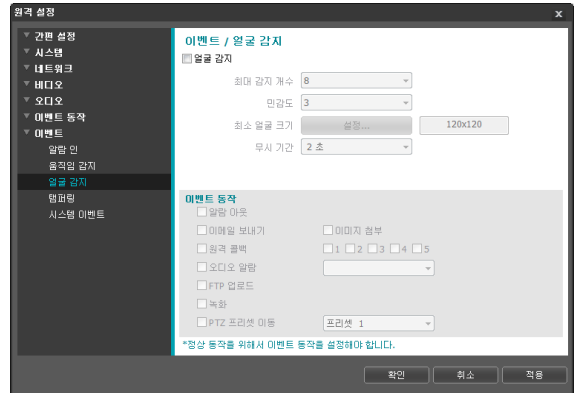 원격 설정
x
간편 설정
시스템
네트워크
비디오
오디오
이벤트 동작
이벤트
알람 인
움직임 감지
얼굴 감지
탬퍼링
시스템 이벤트
이벤트 / 얼굴 감지
얼굴 감지
최대 감지 개수 8
민감도 3
최소 얼굴 크기 설정... 120x120
무시 기간 2 초
이벤트 동작
알람 아웃
이메일 보내기 이미지 첨부
원격 콜백 1 2 3 4 5
오디오 알람
FTP 업로드
녹화
PTZ 프리셋 이동 프리셋 1
*정상 동작를 위해서 이벤트 동작을 설정해야 합니다.
확인 취소 적용